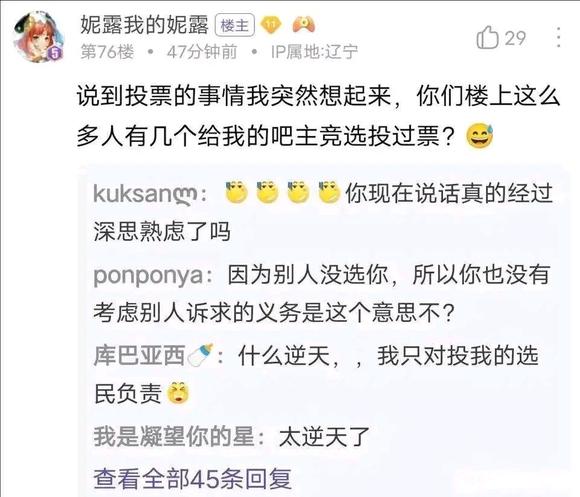 妮露我的妮露 楼主 11
5 第76楼 · 47分钟前 · IP属地:辽宁
29
说到投票的事情我突然想起来，你们楼上这么
多人有几个给我的吧主竞选投过票？😅
kuksanლ：🤣🤣🤣🤣你现在说话真的经过
深思熟虑了吗
ponponya：因为别人没选你，所以你也没有
考虑别人诉求的义务是这个意思不？
库巴亚西🍼：什么逆天，，我只对投我的选
民负责😫
我是凝望你的星：太逆天了
查看全部45条回复